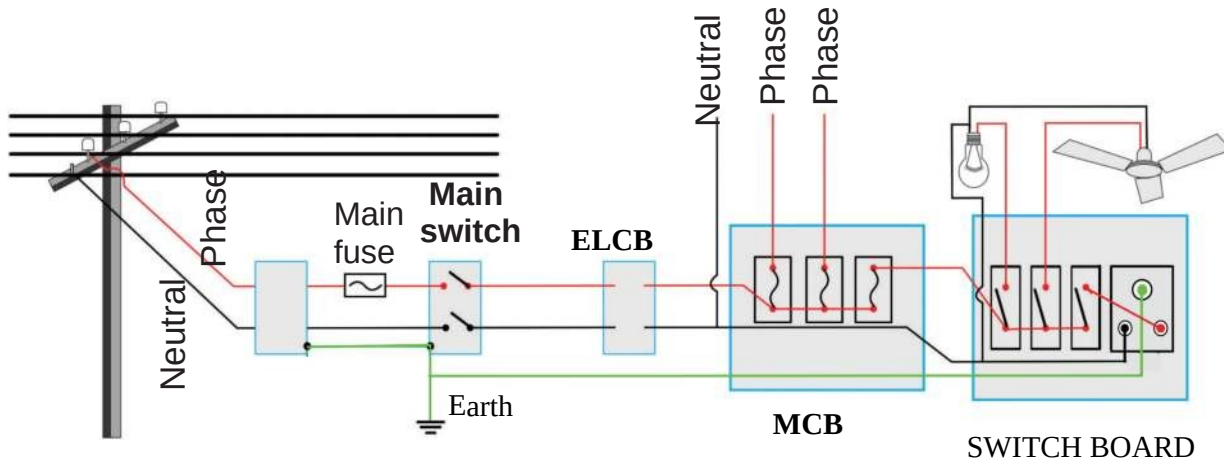 Neutral
Phase
Phase
Phase
Neutral
Main
fuse
Main
switch
ELCB
Earth
MCB
SWITCH BOARD